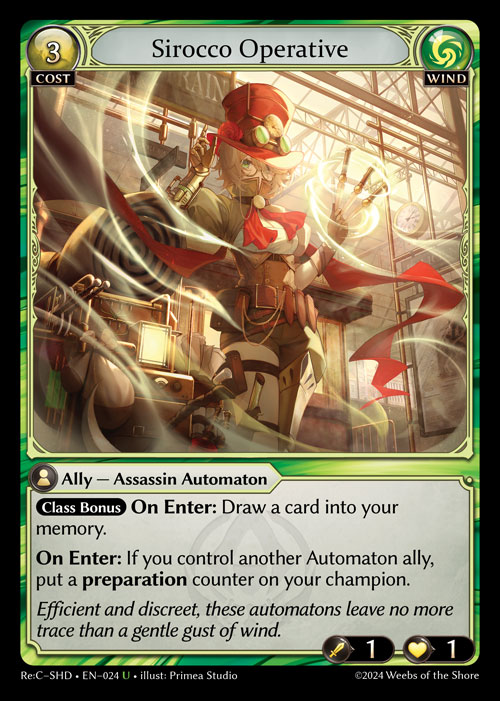 3
Sirocco Operative
COST
WIND
Ally — Assassin Automaton
Class Bonus On Enter: Draw a card into your
memory.
On Enter: If you control another Automaton ally,
put a preparation counter on your champion.
Efficient and discreet, these automatons leave no more
trace than a gentle gust of wind.
1
1
Re:C–SHD • EN–024 U • illust: Primea Studio
©2024 Weebs of the Shore